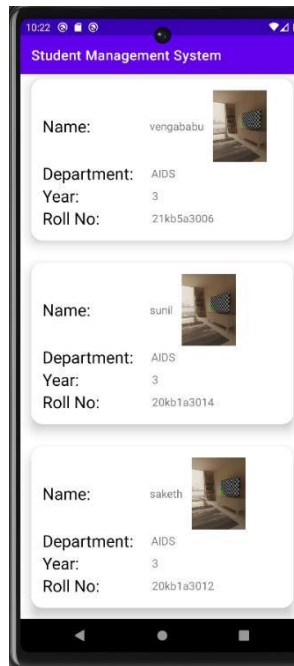 10:22
Student Management System
Name: vengababu
Department: AIDS
Year: 3
Roll No: 21kb5a3006
Name: sunil
Department: AIDS
Year: 3
Roll No: 20kb1a3014
Name: saketh
Department: AIDS
Year: 3
Roll No: 20kb1a3012